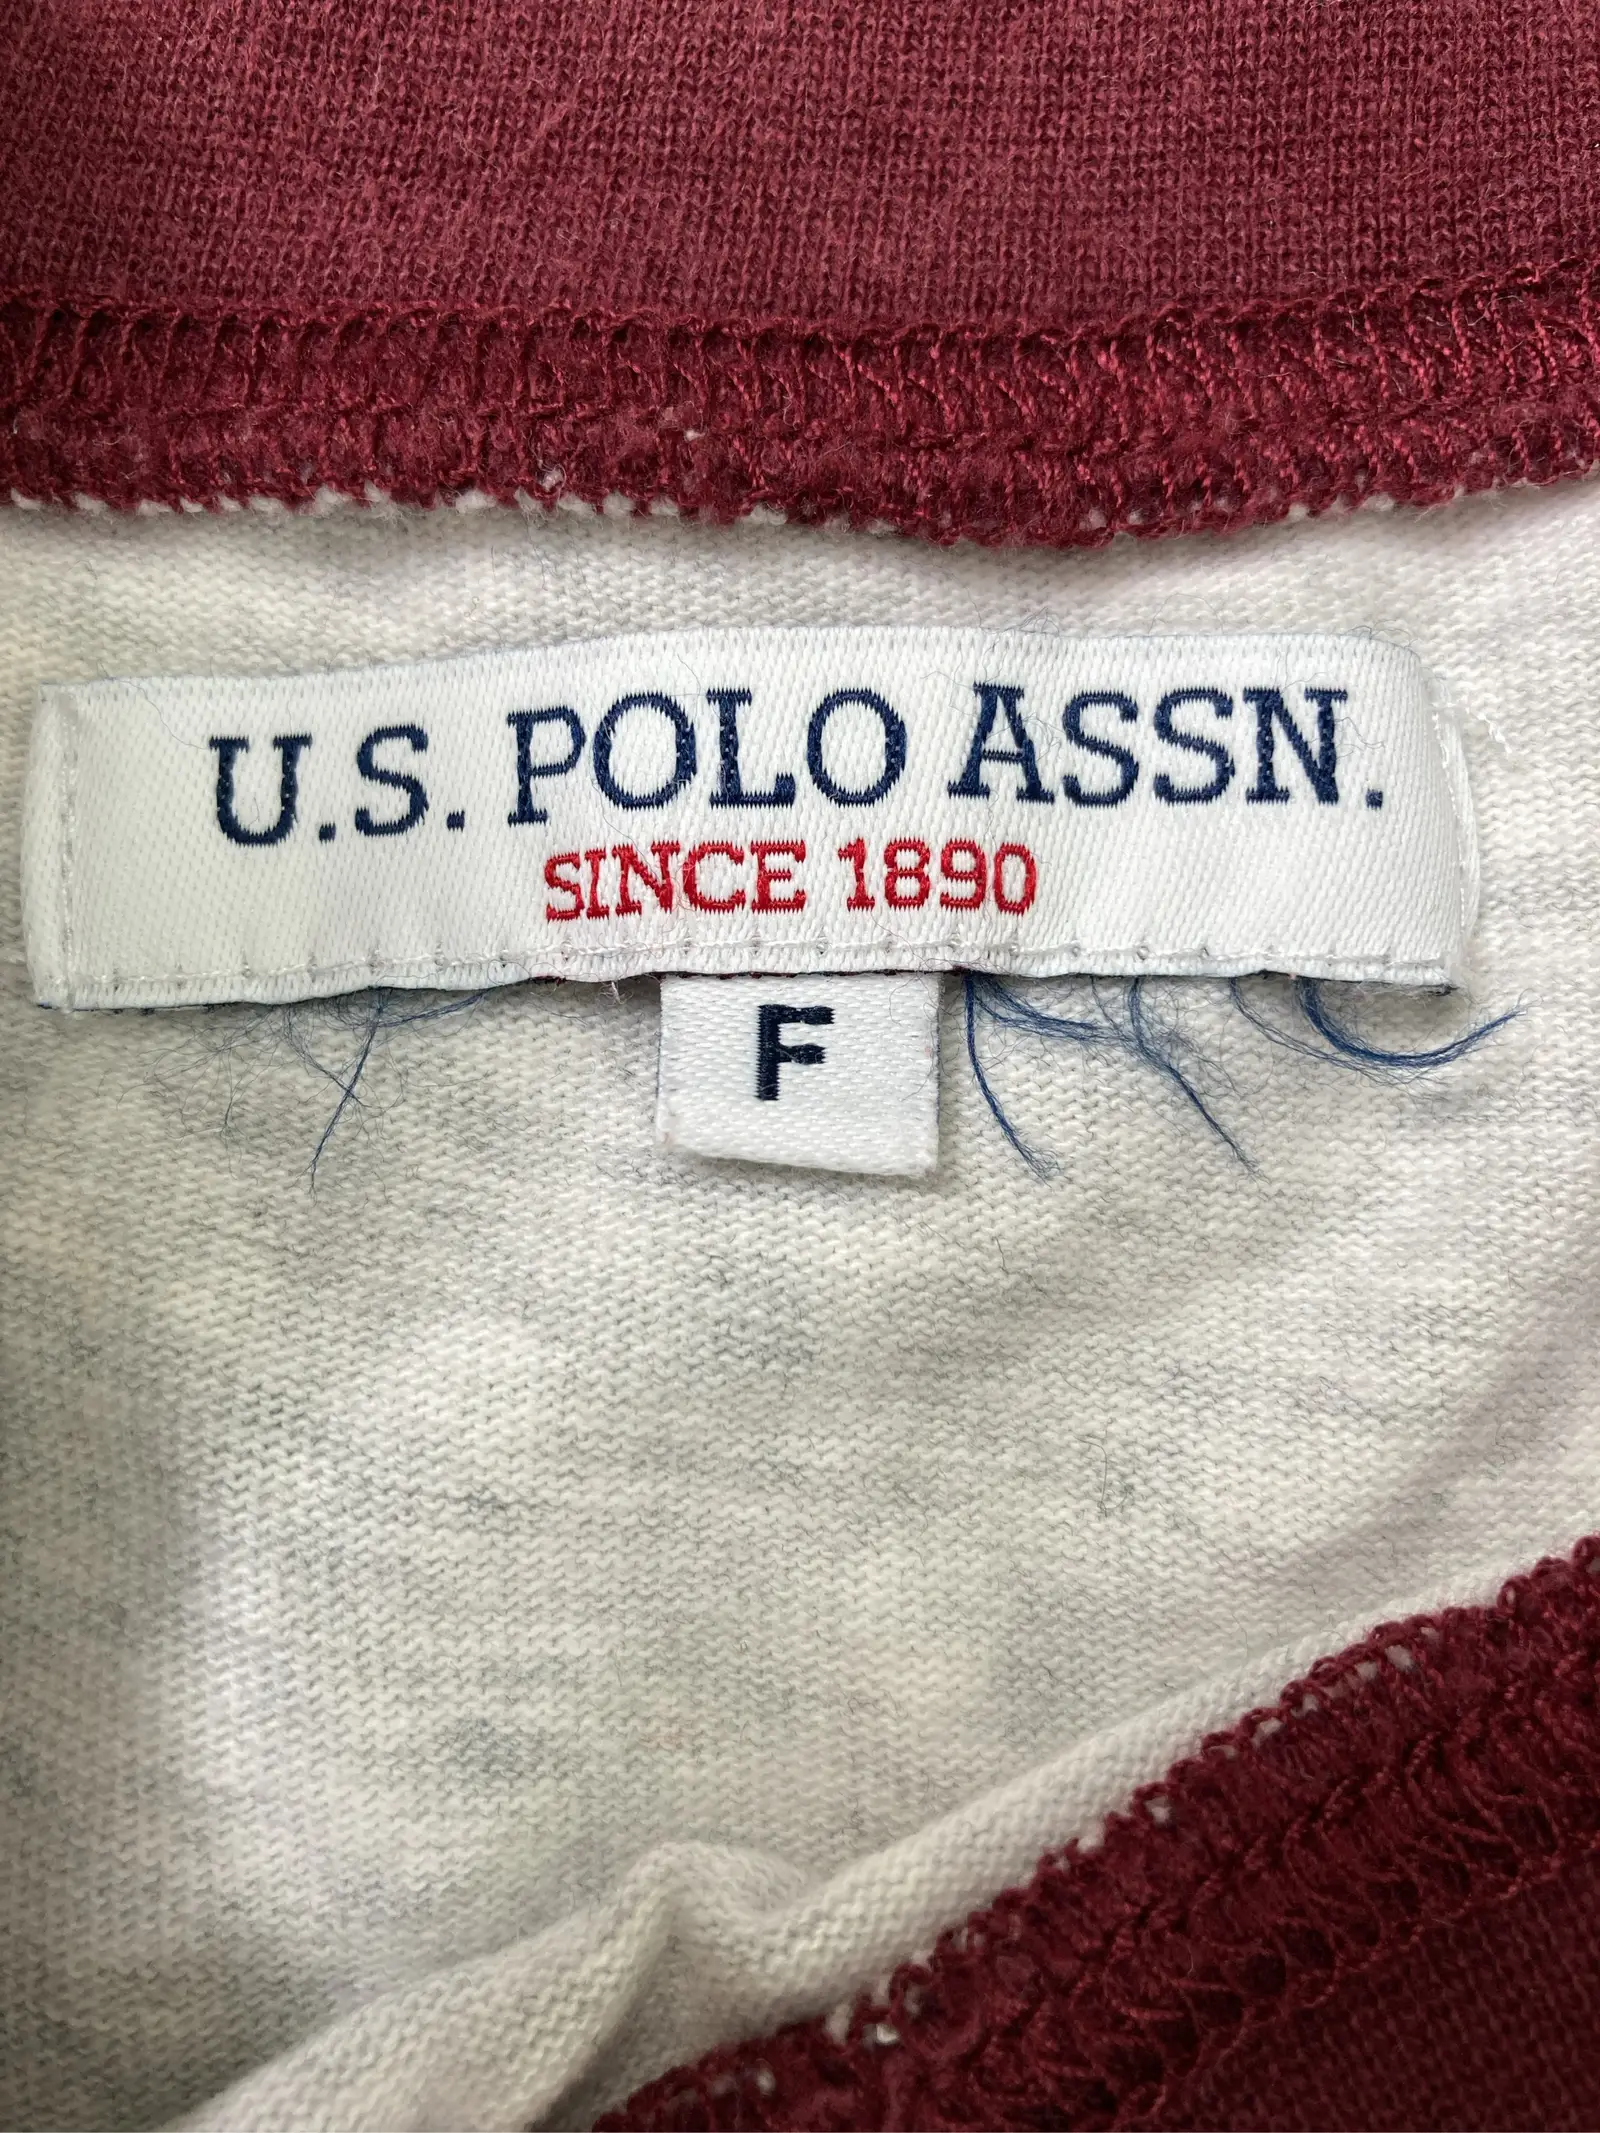 U.S. POLO ASSN.
SINCE 1890
F